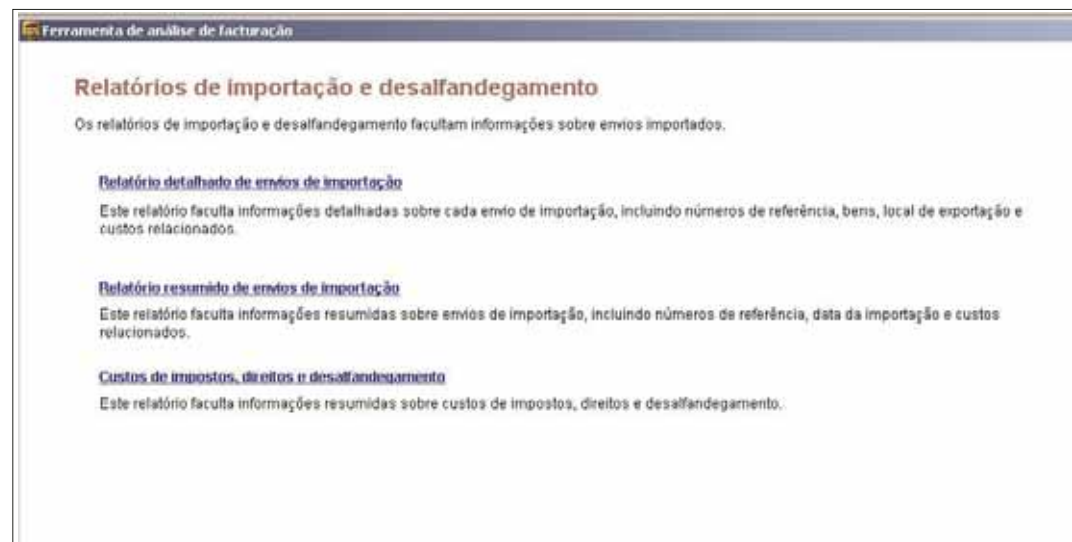 Ferramenta de análise de facturação
Relatórios de importação e desalfandegamento
Os relatórios de importação e desalfandegamento facultam informações sobre envios importados.
Relatório detalhado de envios de importação
Este relatório faculta informações detalhadas sobre cada envio de importação, incluindo números de referência, bens, local de exportação e
custos relacionados.
Relatório resumido de envios de importação
Este relatório faculta informações resumidas sobre envios de importação, incluindo números de referência, data da importação e custos
relacionados.
Custos de impostos, direitos e desalfandegamento
Este relatório faculta informações resumidas sobre custos de impostos, direitos e desalfandegamento.